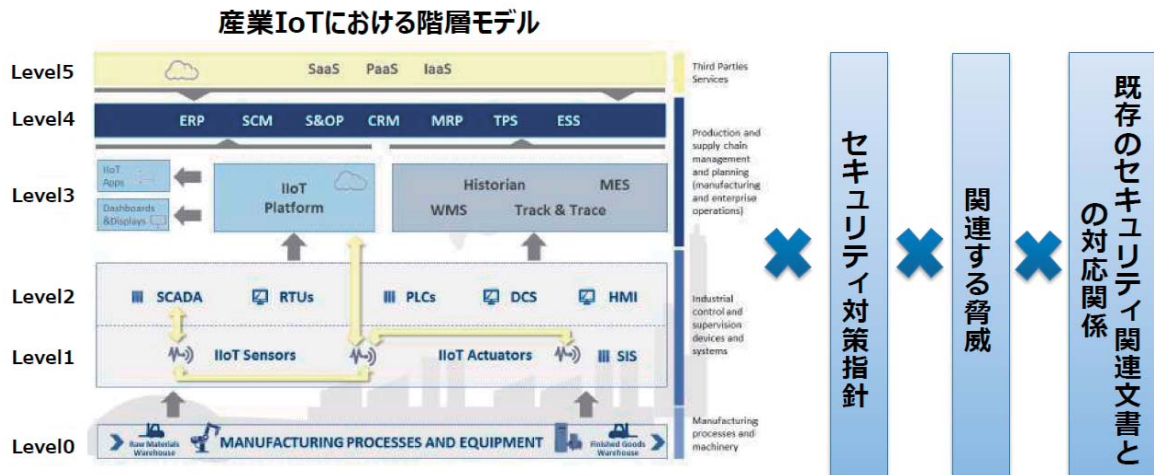 産業IoTにおける階層モデル
Level5
SaaS PaaS IaaS
Third Parties
Services
Level4
ERP SCM S&OP CRM MRP TPS ESS
Production and
supply chain
management
and planning
(manufacturing
and enterprise
operations)
Level3
IIoT
Apps
Dashboards
&Displays
IIoT
Platform
Historian MES
WMS Track & Trace
Level2
SCADA RTUs PLCs DCS HMI
Industrial
control and
supervision
devices and
systems
Level1
IIoT Sensors IIoT Actuators SIS
Level0
Raw Materials
Warehouse
MANUFACTURING PROCESSES AND EQUIPMENT
Finished Goods
Warehouse
Manufacturing
processes and
machinery
セキュリティ対策指針
関連する脅威
既存のセキュリティ関連文書と
の対応関係